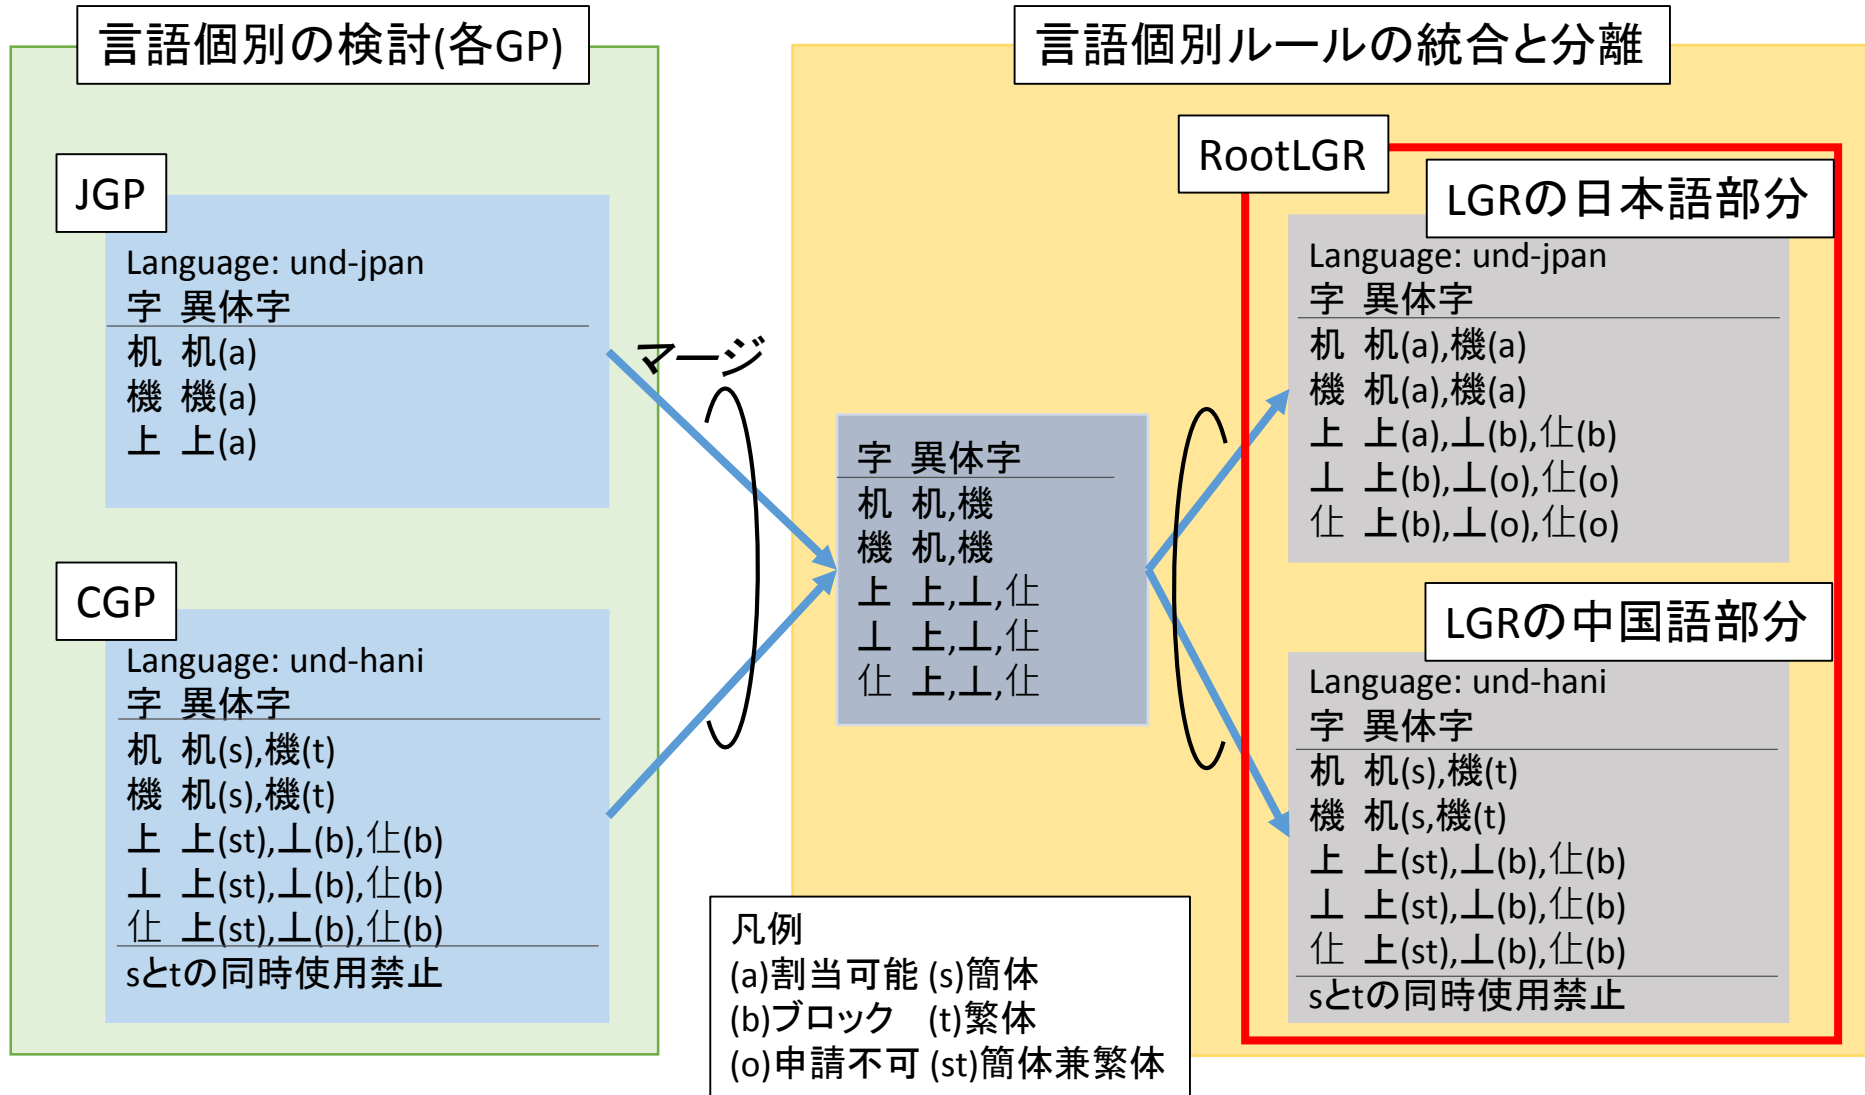 言語個別の検討(各GP)
JGP
Language: und-jpan
字 異体字
机 机(a)
機 機(a)
上 上(a)
CGP
Language: und-hani
字 異体字
机 机(s),機(t)
機 机(s),機(t)
上 上(st),丄(b),仩(b)
丄 上(st),丄(b),仩(b)
仩 上(st),丄(b),仩(b)
sとtの同時使用禁止
マージ
言語個別ルールの統合と分離
字 異体字
机 机,機
機 机,機
上 上,丄,仩
丄 上,丄,仩
仩 上,丄,仩
RootLGR
LGRの日本語部分
Language: und-jpan
字 異体字
机 机(a),機(a)
機 机(a),機(a)
上 上(a),丄(b),仩(b)
丄 上(b),丄(o),仩(o)
仩 上(b),丄(o),仩(o)
LGRの中国語部分
Language: und-hani
字 異体字
机 机(s),機(t)
機 机(s,機(t)
上 上(st),丄(b),仩(b)
丄 上(st),丄(b),仩(b)
仩 上(st),丄(b),仩(b)
sとtの同時使用禁止
凡例
(a)割当可能 (s)簡体
(b)ブロック (t)繁体
(o)申請不可 (st)簡体兼繁体